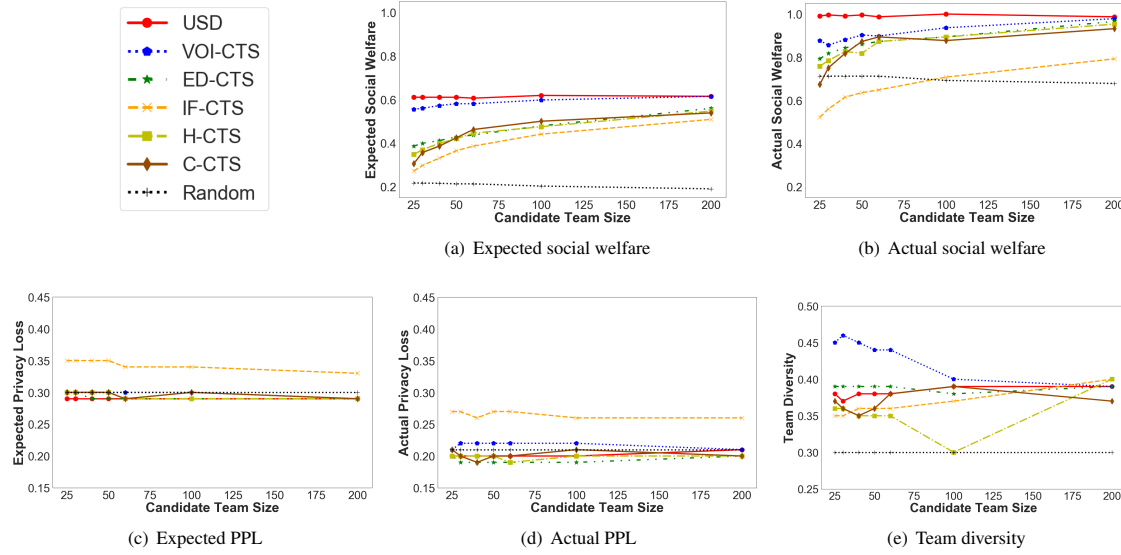 USD
VOI-CTS
ED-CTS
IF-CTS
H-CTS
C-CTS
Random
Expected Social Welfare
1.0
0.8
0.6
0.4
0.2
25 50 75 100 125 150 175 200
Candidate Team Size
(a) Expected social welfare
Actual Social Welfare
1.0
0.8
0.6
0.4
0.2
25 50 75 100 125 150 175 200
Candidate Team Size
(b) Actual social welfare
Expected Privacy Loss
0.45
0.40
0.35
0.30
0.25
0.20
0.15
25 50 75 100 125 150 175 200
Candidate Team Size
(c) Expected PPL
Actual Privacy Loss
0.45
0.40
0.35
0.30
0.25
0.20
0.15
25 50 75 100 125 150 175 200
Candidate Team Size
(d) Actual PPL
Team Diversity
0.50
0.45
0.40
0.35
0.30
0.25
25 50 75 100 125 150 175 200
Candidate Team Size
(e) Team diversity